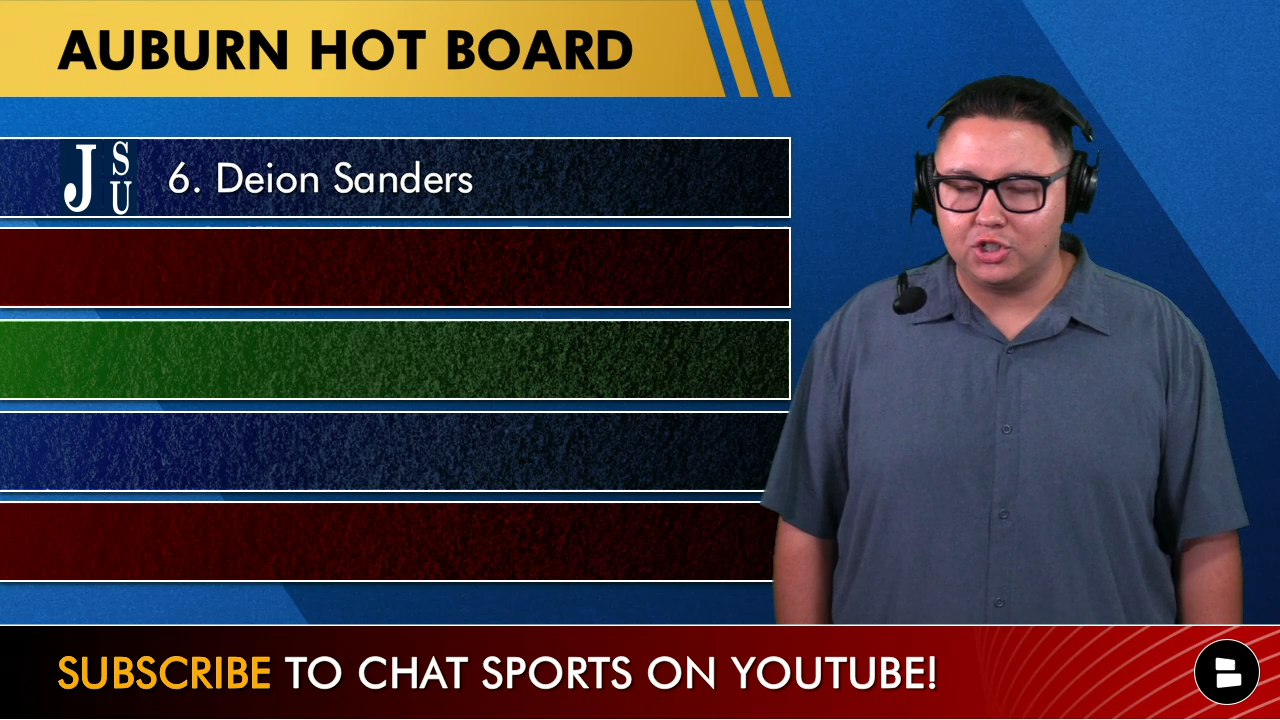 AUBURN HOT BOARD
JSU 6. Deion Sanders
SUBSCRIBE TO CHAT SPORTS ON YOUTUBE!